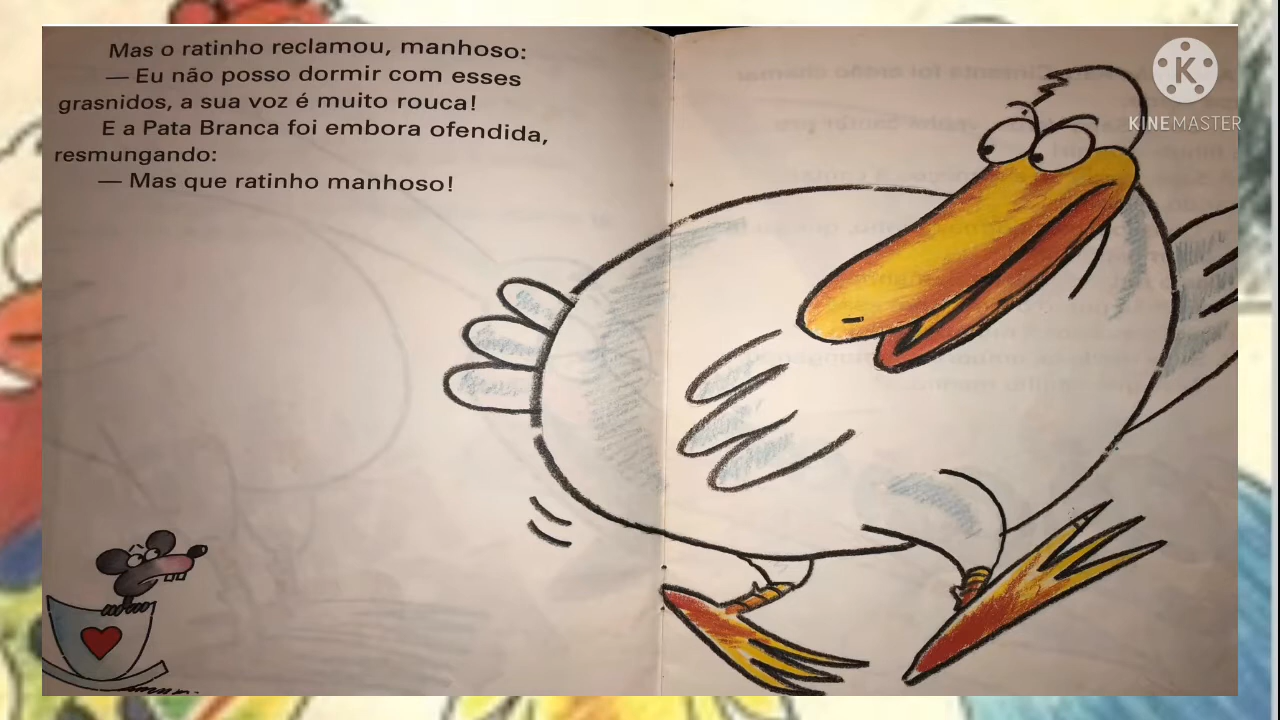 Mas o ratinho reclamou, manhoso:
— Eu não posso dormir com esses
grasnidos, a sua voz é muito rouca!
E a Pata Branca foi embora ofendida,
resmungando:
— Mas que ratinho manhoso!
K
KINEMASTER